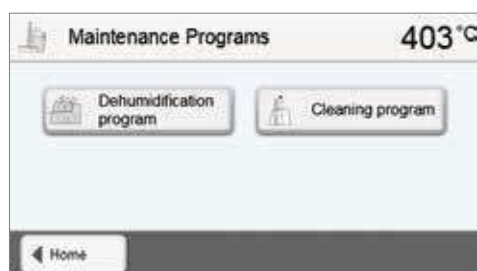 Maintenance Programs 403 °C
Dehumidification
program
Cleaning program
Home